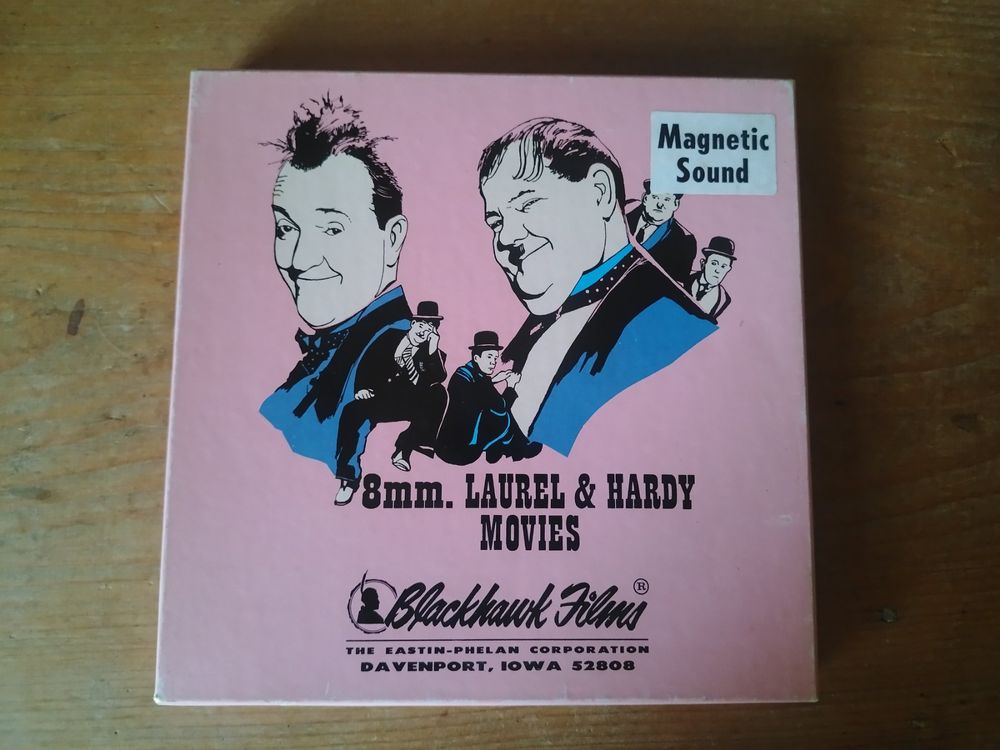 Magnetic
Sound
8mm. LAUREL & HARDY
MOVIES
Blackhawk Films ®
THE EASTIN-PHELAN CORPORATION
DAVENPORT, IOWA 52808